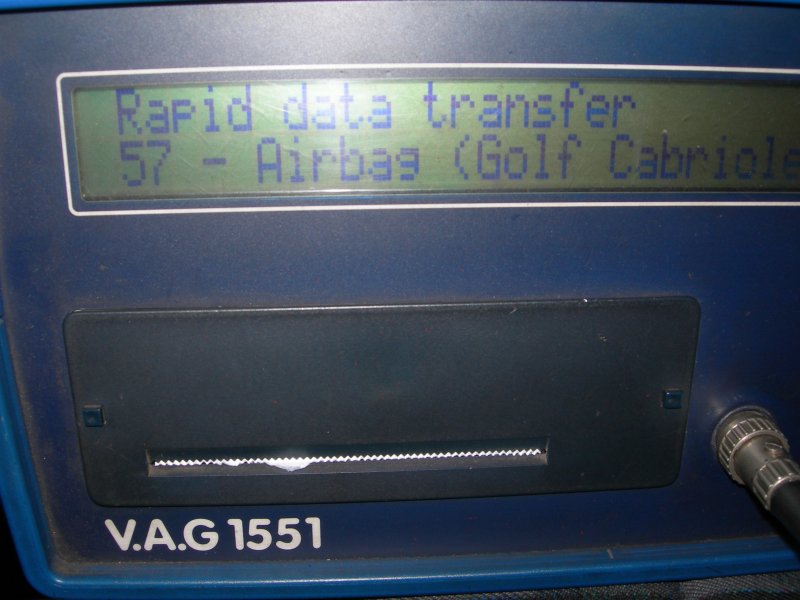 Rapid data transfer
57 - Airbag (Golf Cabriole
V.A.G 1551